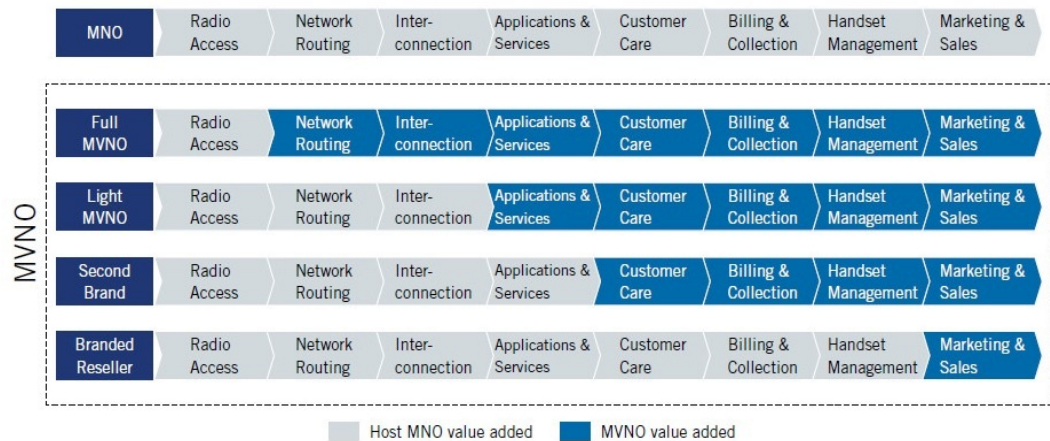 MNO
Radio
Access
Network
Routing
Inter-
connection
Applications &
Services
Customer
Care
Billing &
Collection
Handset
Management
Marketing &
Sales
MVNO
Full
MVNO
Radio
Access
Network
Routing
Inter-
connection
Applications &
Services
Customer
Care
Billing &
Collection
Handset
Management
Marketing &
Sales
Light
MVNO
Radio
Access
Network
Routing
Inter-
connection
Applications &
Services
Customer
Care
Billing &
Collection
Handset
Management
Marketing &
Sales
Second
Brand
Radio
Access
Network
Routing
Inter-
connection
Applications &
Services
Customer
Care
Billing &
Collection
Handset
Management
Marketing &
Sales
Branded
Reseller
Radio
Access
Network
Routing
Inter-
connection
Applications &
Services
Customer
Care
Billing &
Collection
Handset
Management
Marketing &
Sales
Host MNO value added
MVNO value added